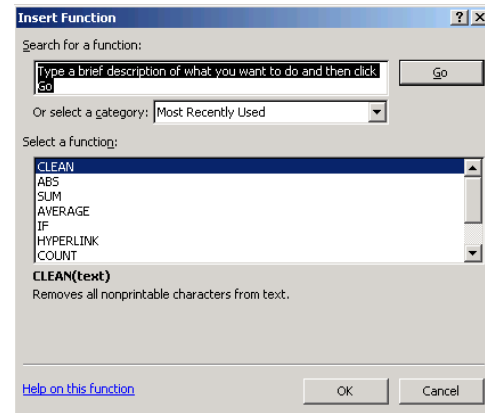 Insert Function
Search for a function:
Type a brief description of what you want to do and then click
Go
Go
Or select a category: Most Recently Used
Select a function:
CLEAN
ABS
SUM
AVERAGE
IF
HYPERLINK
COUNT
CLEAN(text)
Removes all nonprintable characters from text.
Help on this function
OK
Cancel